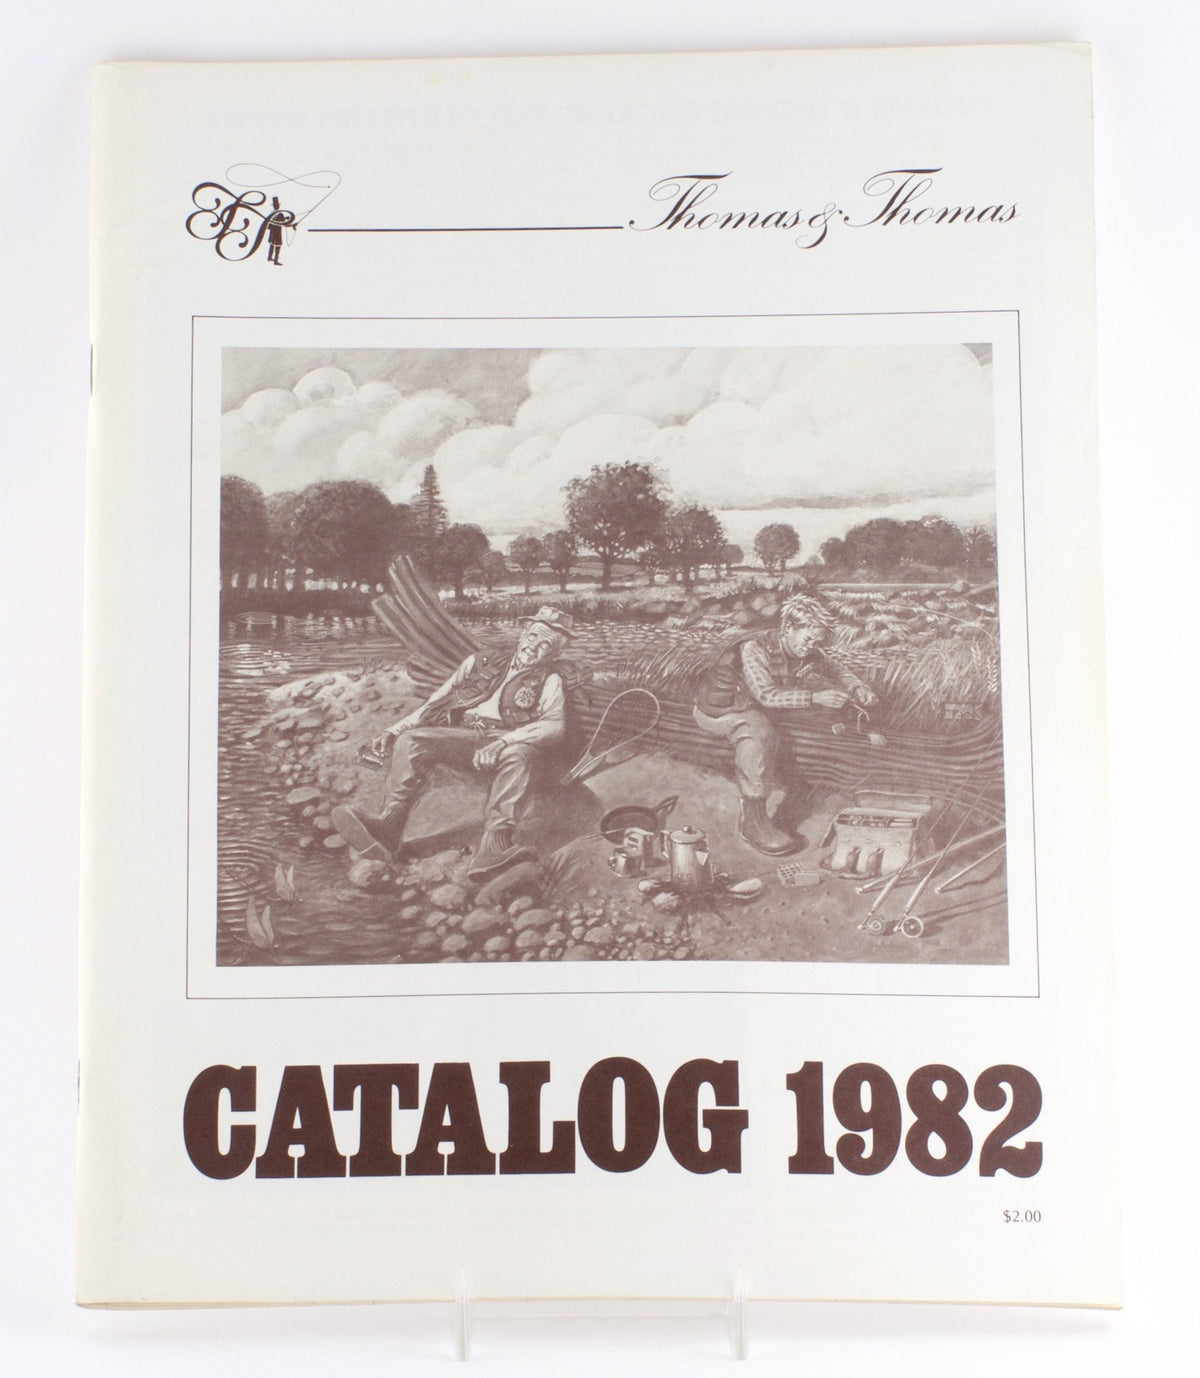 Thomas & Thomas
CATALOG 1982
$2.00